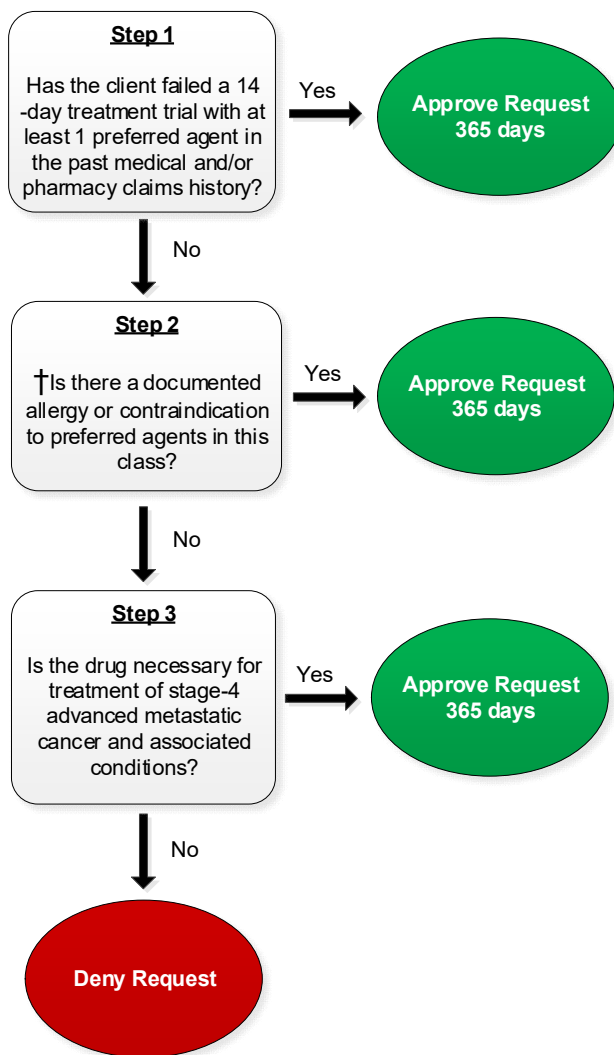 Step 1
Has the client failed a 14
-day treatment trial with at
least 1 preferred agent in
the past medical and/or
pharmacy claims history?
Yes
Approve Request
365 days
No
Step 2
†Is there a documented
allergy or contraindication
to preferred agents in this
class?
Yes
Approve Request
365 days
No
Step 3
Is the drug necessary for
treatment of stage-4
advanced metastatic
cancer and associated
conditions?
Yes
Approve Request
365 days
No
Deny Request